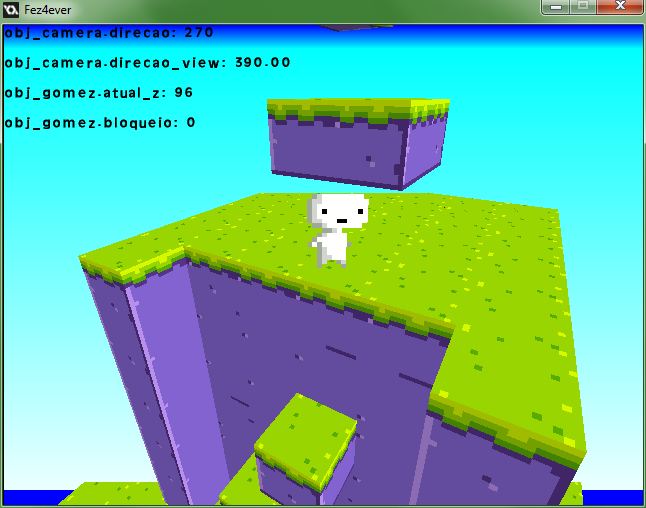 Fez4ever
obj_camera.direcao: 270
obj_camera.direcao_view: 390.00
obj_gomez.atual_z: 96
obj_gomez.bloqueio: 0